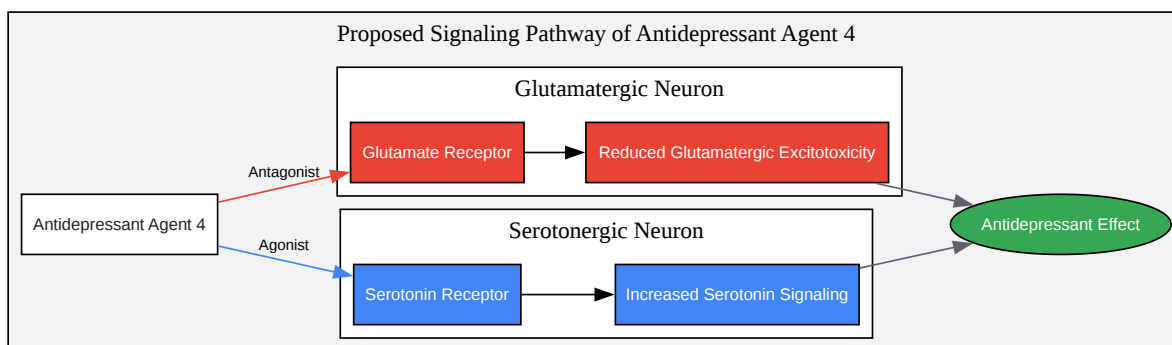 Proposed Signaling Pathway of Antidepressant Agent 4
Glutamatergic Neuron
Glutamate Receptor
Reduced Glutamatergic Excitotoxicity
Antagonist
Antidepressant Agent 4
Agonist
Serotonergic Neuron
Serotonin Receptor
Increased Serotonin Signaling
Antidepressant Effect